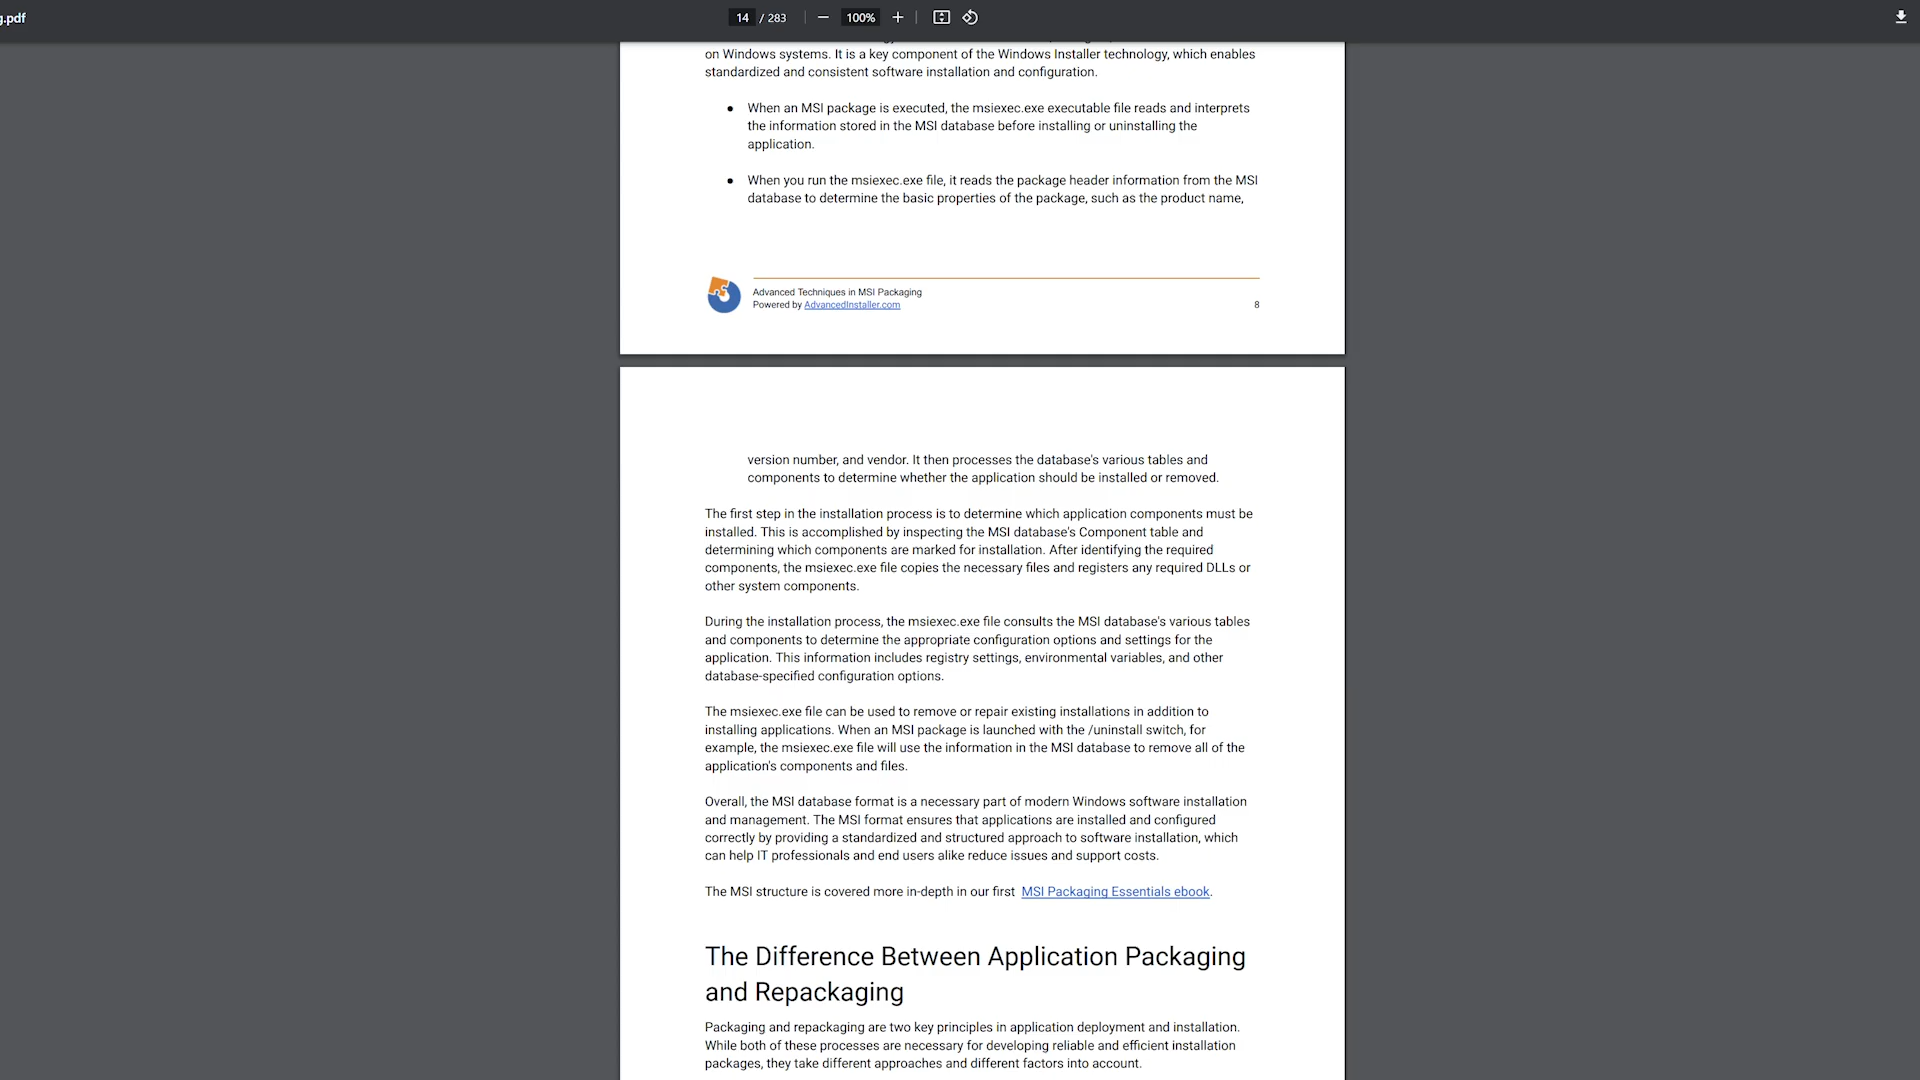 g.pdf
14 / 283
100%
on Windows systems. It is a key component of the Windows Installer technology, which enables
standardized and consistent software installation and configuration.
● When an MSI package is executed, the msiexec.exe executable file reads and interprets
the information stored in the MSI database before installing or uninstalling the
application.
● When you run the msiexec.exe file, it reads the package header information from the MSI
database to determine the basic properties of the package, such as the product name,
Advanced Techniques in MSI Packaging
Powered by AdvancedInstaller.com
8
version number, and vendor. It then processes the database's various tables and
components to determine whether the application should be installed or removed.
The first step in the installation process is to determine which application components must be
installed. This is accomplished by inspecting the MSI database's Component table and
determining which components are marked for installation. After identifying the required
components, the msiexec.exe file copies the necessary files and registers any required DLLs or
other system components.
During the installation process, the msiexec.exe file consults the MSI database's various tables
and components to determine the appropriate configuration options and settings for the
application. This information includes registry settings, environmental variables, and other
database-specified configuration options.
The msiexec.exe file can be used to remove or repair existing installations in addition to
installing applications. When an MSI package is launched with the /uninstall switch, for
example, the msiexec.exe file will use the information in the MSI database to remove all of the
application's components and files.
Overall, the MSI database format is a necessary part of modern Windows software installation
and management. The MSI format ensures that applications are installed and configured
correctly by providing a standardized and structured approach to software installation, which
can help IT professionals and end users alike reduce issues and support costs.
The MSI structure is covered more in-depth in our first MSI Packaging Essentials ebook.
The Difference Between Application Packaging
and Repackaging
Packaging and repackaging are two key principles in application deployment and installation.
While both of these processes are necessary for developing reliable and efficient installation
packages, they take different approaches and different factors into account.